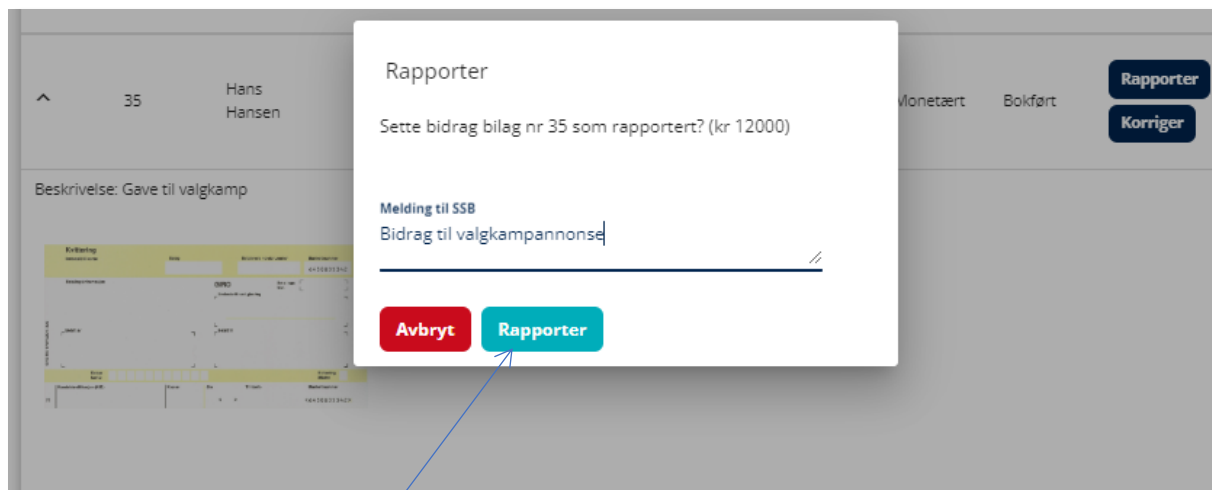 Rapporter
Sette bidrag bilag nr 35 som rapportert? (kr 12000)
Melding til SSB
Bidrag til valgkampannonse
Avbryt
Rapporter
35
Hans
Hansen
Monetært
Bokført
Rapporter
Korriger
Beskrivelse: Gave til valgkamp
Kvittering
GIRO